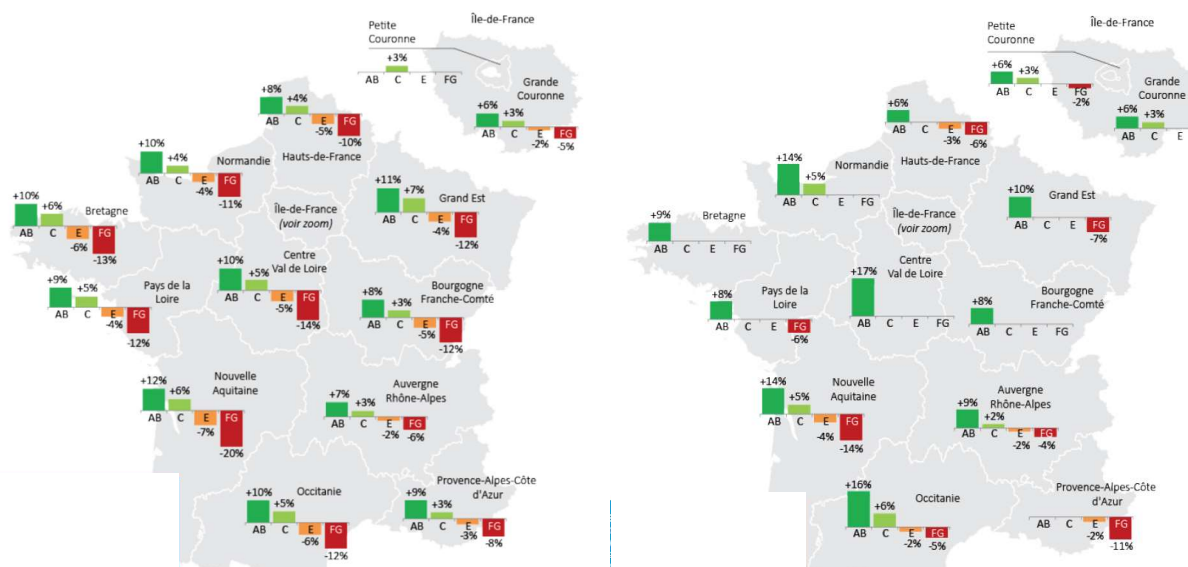 Île-de-France
Petite
Couronne
+3%
AB C E FG
Grande
Couronne
+6%
+3%
AB C E FG
-2%
-5%
+8%
+4%
AB C E FG
-5%
-10%
Hauts-de-France
+10%
+4%
Normandie
AB C E FG
-4%
-11%
+11%
+7%
Grand Est
AB C E FG
-4%
-12%
+10%
+6%
Bretagne
AB C E FG
-6%
-13%
Île-de-France
(voir zoom)
+10%
+5%
Centre
Val de Loire
AB C E FG
-5%
-14%
+9%
+5%
Pays de la
Loire
AB C E FG
-4%
-12%
+8%
+3%
Bourgogne
Franche-Comté
AB C E FG
-5%
-12%
+12%
+6%
Nouvelle
Aquitaine
AB C E FG
-7%
-20%
+7%
+3%
Auvergne
Rhône-Alpes
AB C E FG
-2%
-6%
+10%
+5%
Occitanie
AB C E FG
-6%
-12%
+9%
+3%
Provence-Alpes-Côte
d'Azur
AB C E FG
-3%
-8%
Île-de-France
Petite
Couronne
+6%
+3%
AB C E FG
-2%
Grande
Couronne
+6%
+3%
AB C E
+6%
AB C E FG
-3%
-6%
Hauts-de-France
+14%
+5%
Normandie
AB C E FG
+10%
Grand Est
AB C E FG
-7%
+9%
Bretagne
AB C E FG
Île-de-France
(voir zoom)
Centre
Val de Loire
+17%
AB C E FG
+8%
Pays de la
Loire
AB C E FG
-6%
+8%
Bourgogne
Franche-Comté
AB C E FG
+14%
+5%
Nouvelle
Aquitaine
AB C E FG
-4%
-14%
+9%
+2%
Auvergne
Rhône-Alpes
AB C E FG
-2%
-4%
+16%
+6%
Occitanie
AB C E FG
-2%
-5%
Provence-Alpes-Côte
d'Azur
AB C E FG
-2%
-11%